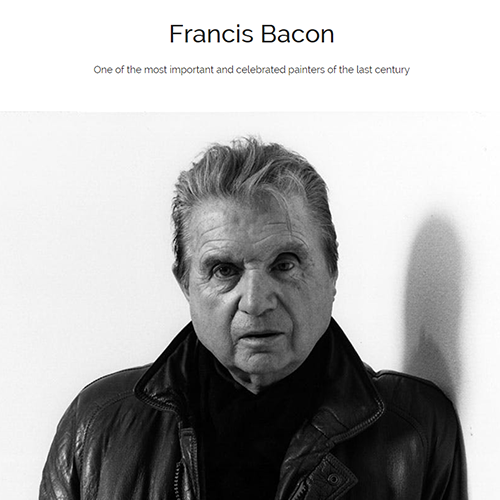 Francis Bacon
One of the most important and celebrated painters of the last century